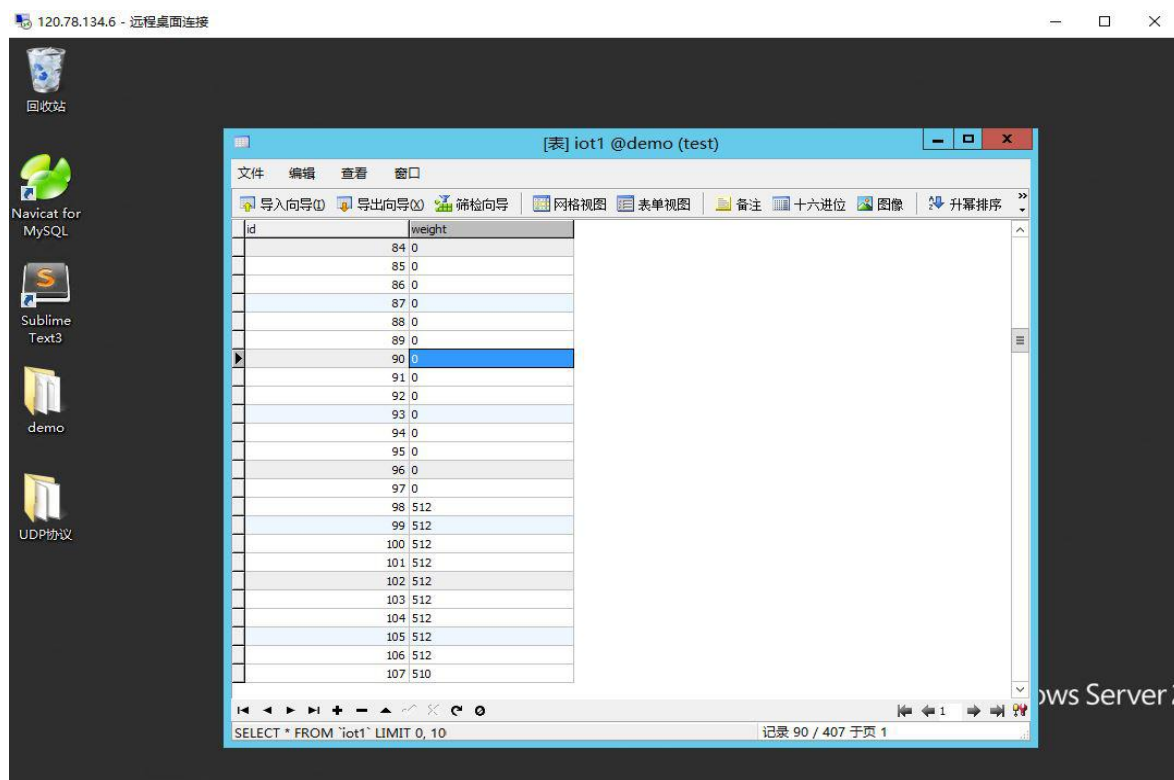 120.78.134.6 - 远程桌面连接
回收站
Navicat for
MySQL
Sublime
Text3
demo
UDP协议
[表] iot1 @demo (test)
文件 编辑 查看 窗口
导入向导(I) 导出向导(X) 筛检向导 网格视图 表单视图 备注 十六进位 图像 升幂排序
id weight
84 0
85 0
86 0
87 0
88 0
89 0
90 0
91 0
92 0
93 0
94 0
95 0
96 0
97 0
98 512
99 512
100 512
101 512
102 512
103 512
104 512
105 512
106 512
107 510
1
SELECT * FROM `iot1` LIMIT 0, 10
记录 90 / 407 于页 1
ows Server